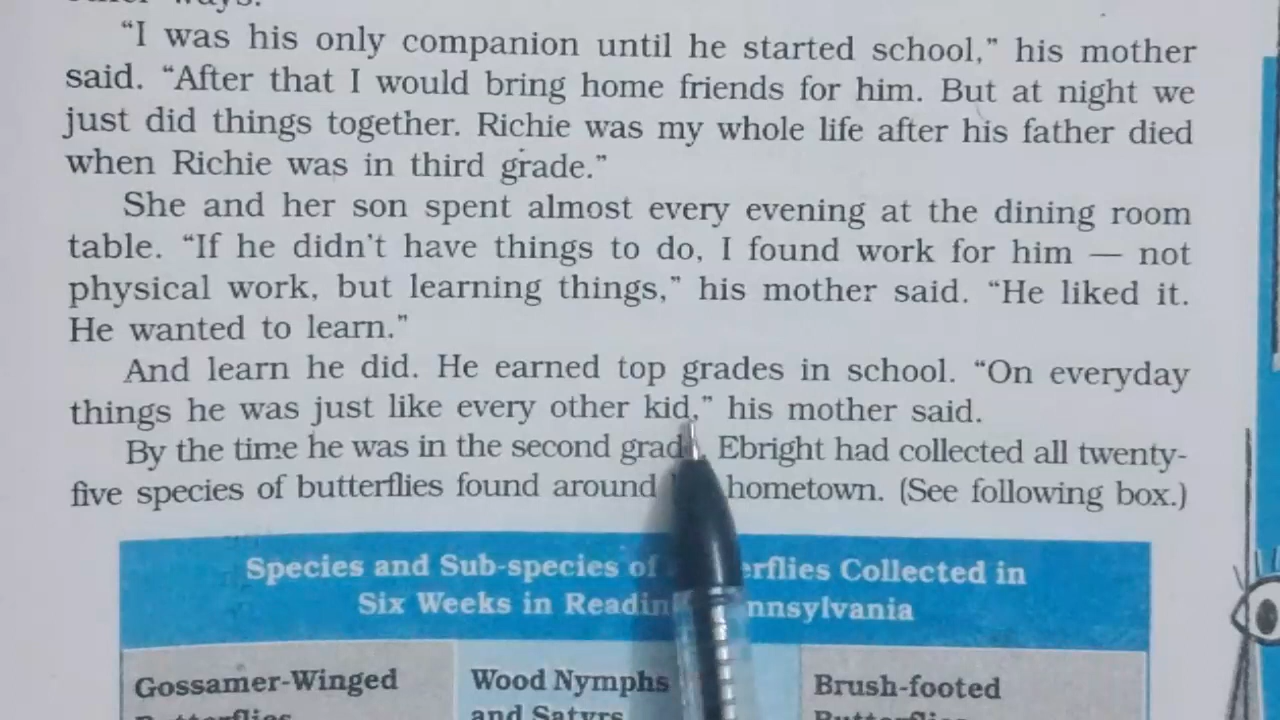 "I was his only companion until he started school," his mother
said. "After that I would bring home friends for him. But at night we
just did things together. Richie was my whole life after his father died
when Richie was in third grade."
She and her son spent almost every evening at the dining room
table. "If he didn't have things to do, I found work for him — not
physical work, but learning things," his mother said. "He liked it.
He wanted to learn."
And learn he did. He earned top grades in school. "On everyday
things he was just like every other kid," his mother said.
By the time he was in the second grad Ebright had collected all twenty-
five species of butterflies found around hometown. (See following box.)
Species and Sub-species of erflies Collected in
Six Weeks in Readin nnsylvania
Gossamer-Winged
Wood Nymphs
and Satyrs
Brush-footed